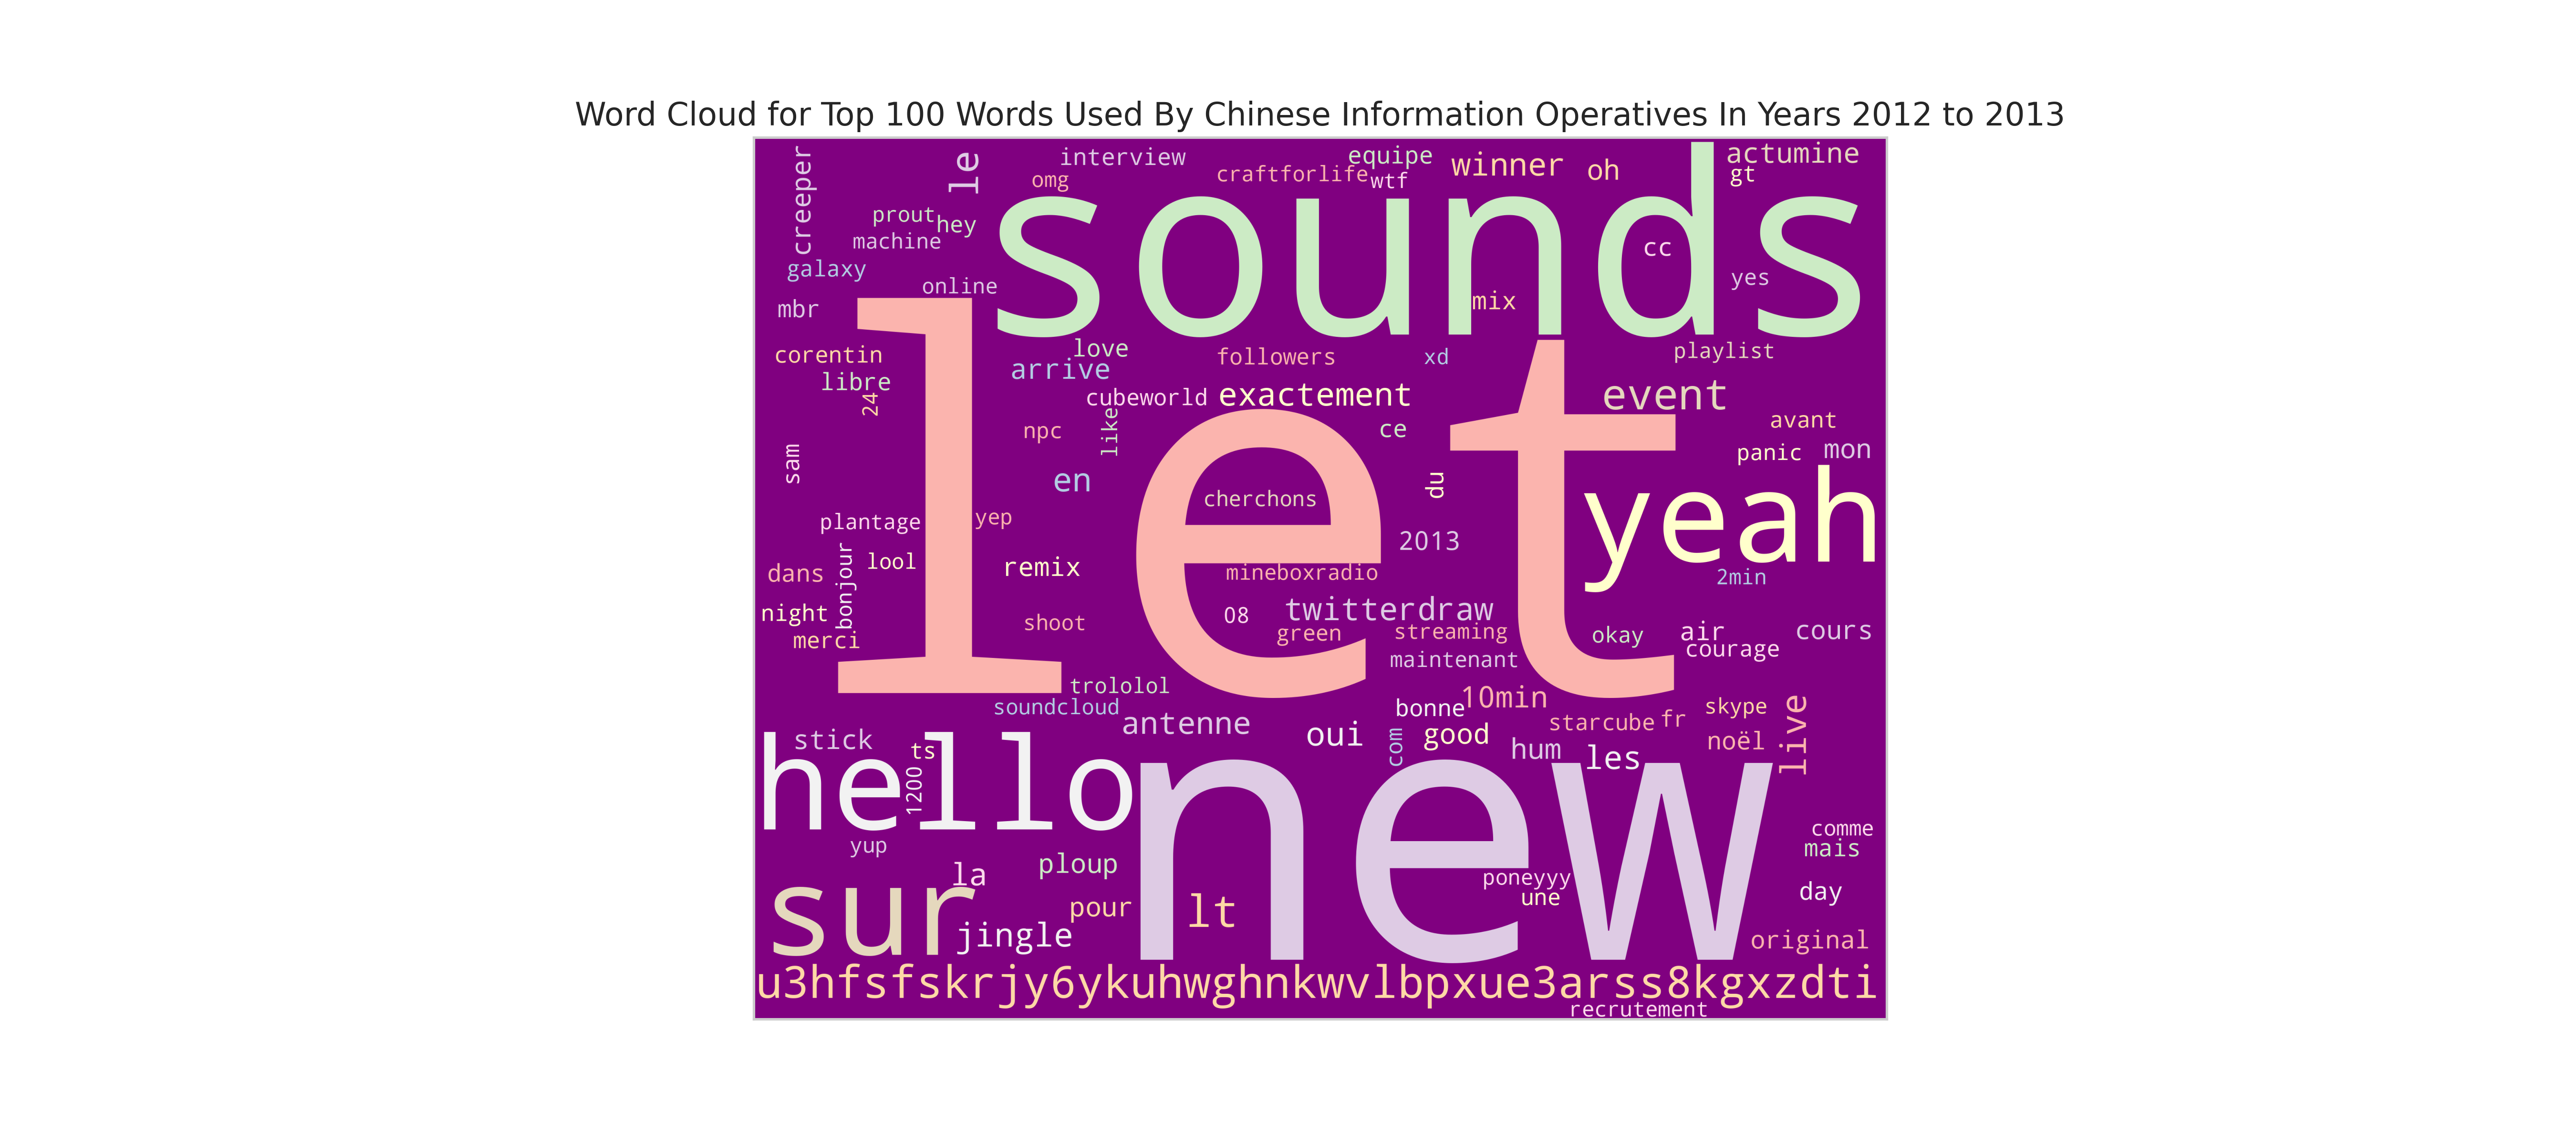 Word Cloud for Top 100 Words Used By Chinese Information Operatives In Years 2012 to 2013
creeper
le
interview
omg
equipe
craftforlife
wtf
winner
oh
actumine
gt
prout
hey
machine
galaxy
online
mbr
sounds
cc
yes
mix
corentin
libre
24
love
arrive
followers
xd
playlist
cubeworld
exactement
event
like
npc
ce
avant
panic
mon
sam
en
let
cherchons
du
yeah
plantage
yep
2013
dans
lool
bonjour
remix
mineboxradio
2min
night
merci
shoot
08
twitterdraw
green
streaming
okay
air
cours
courage
maintenant
trololol
soundcloud
10min
bonne
antenne
starcube
fr
skype
live
stick
ts
oui
com
good
hum
les
noël
hello
1200
new
yup
comme
mais
la
ploup
poneyyy
une
day
sur
pour
lt
jingle
original
u3hfsfskrjy6ykuhwghnkwvlbpxue3arss8kgxzdti
recrutement